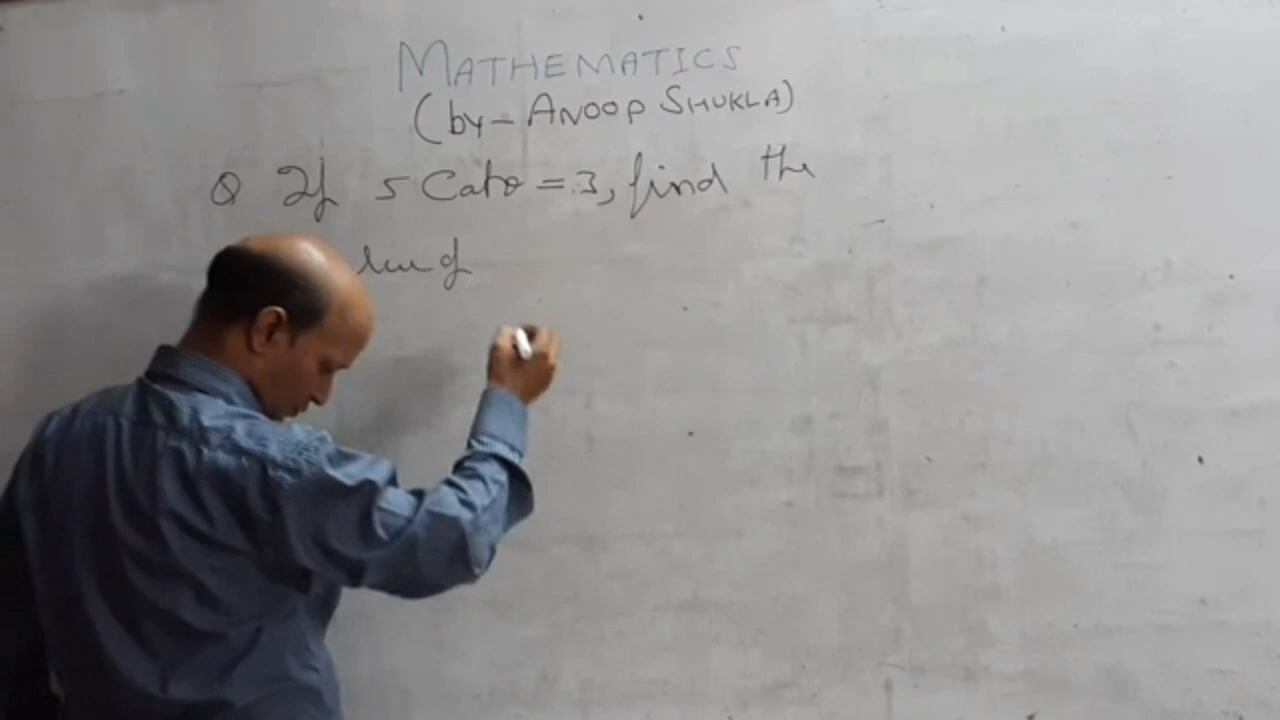 MATHEMATICS
(by- ANOOP SHUKLA)
Q If 5 Cotθ = 3, find the
lue of